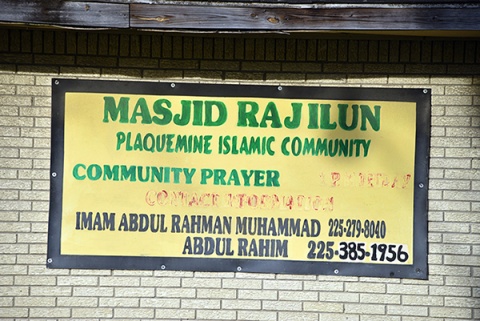 MASJID RAJILUN
PLAQUEMINE ISLAMIC COMMUNITY
COMMUNITY PRAYER
IMAM ABDUL RAHMAN MUHAMMAD 225-279-8040
ABDUL RAHIM 225-385-1956